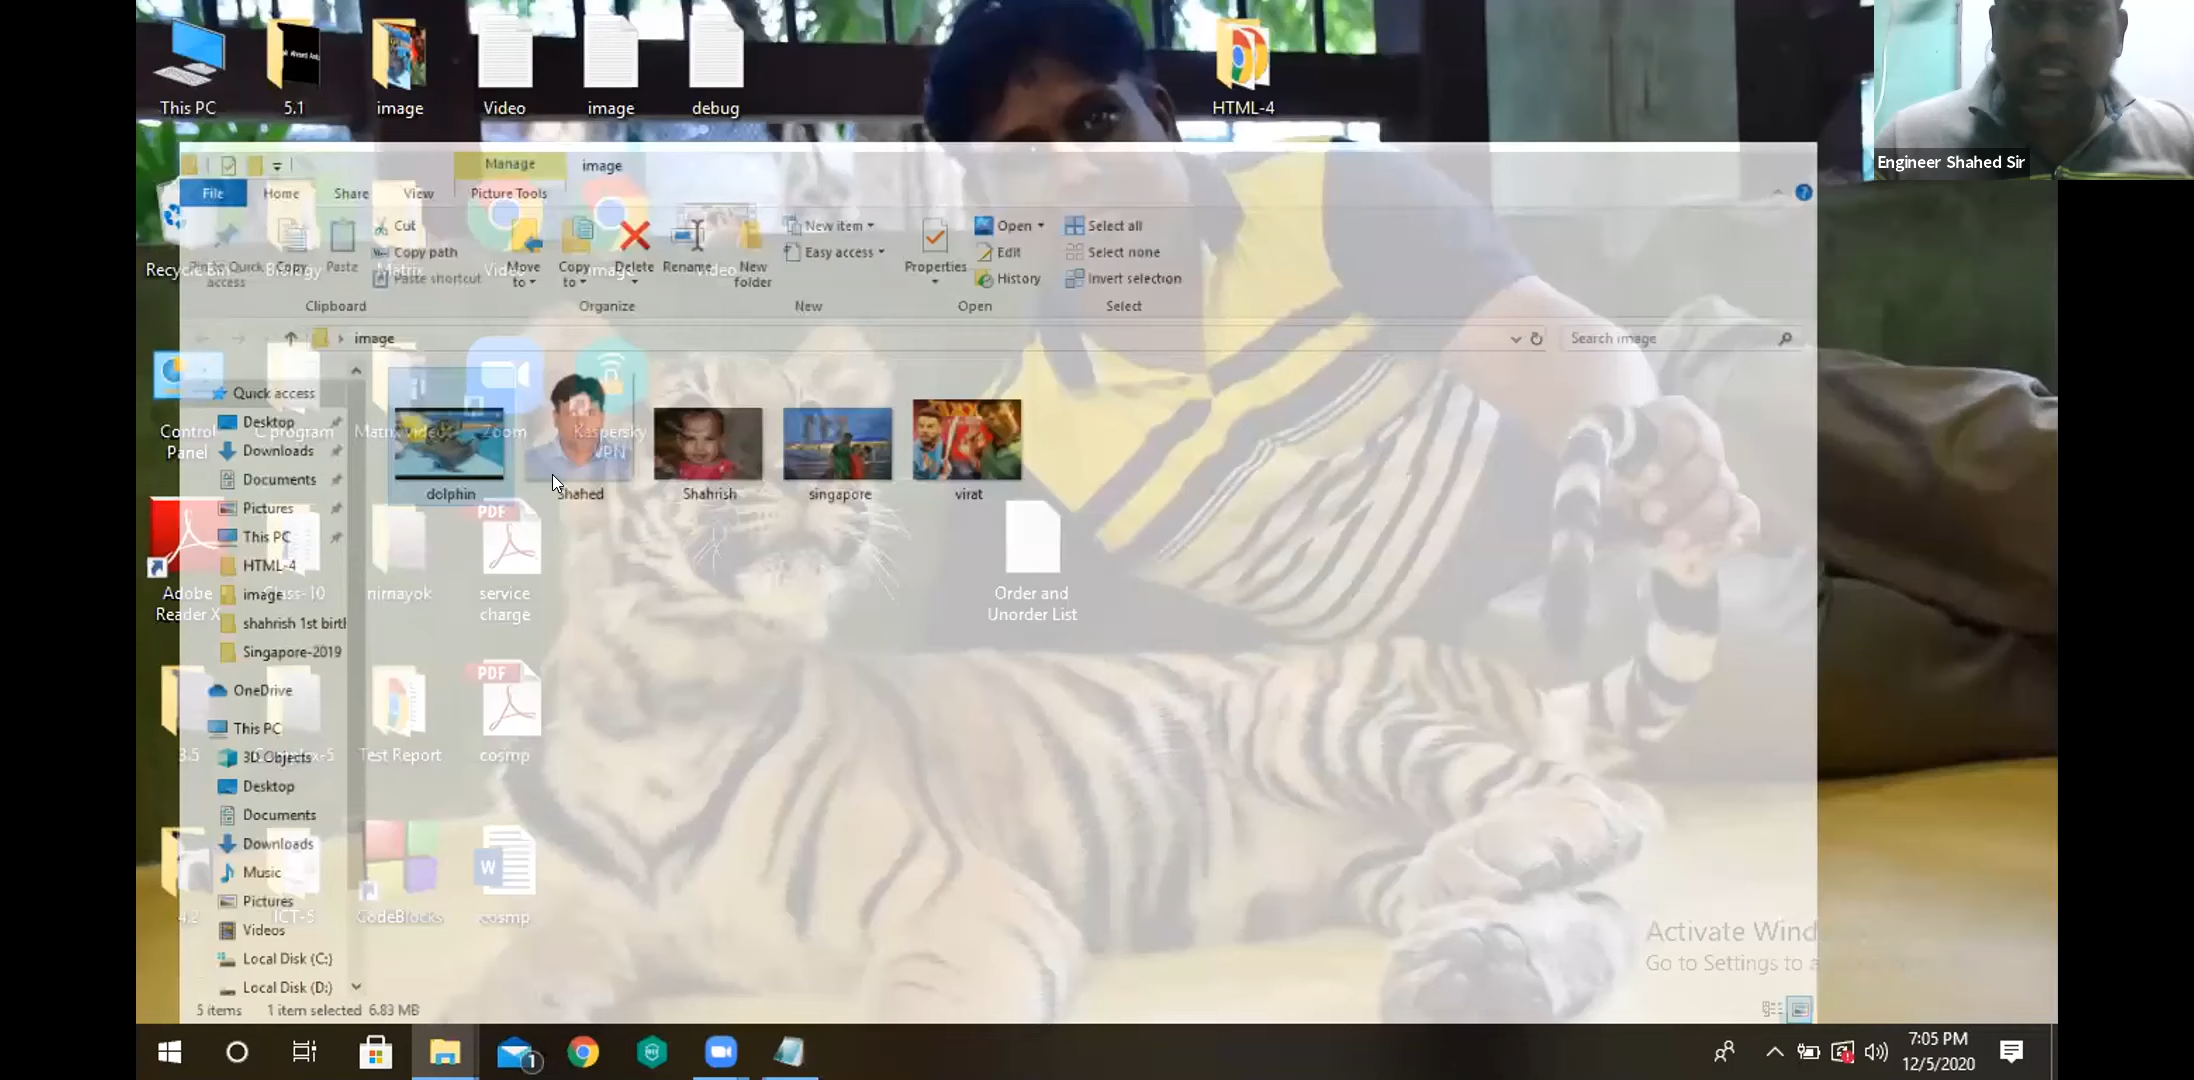 This PC
5.1
image
Video
image
debug
HTML-4
Engineer Shahed Sir
Manage
image
File
Home
Share
View
Picture Tools
Cut
Copy path
Paste shortcut
Copy
Paste
Move to
Copy to
Delete
Rename
New folder
New item
Easy access
Properties
Open
Edit
History
Select all
Select none
Invert selection
Clipboard
Organize
New
Open
Select
Recycle Bin
Biology
Matrix
image
Search image
Quick access
Desktop
Downloads
Documents
Pictures
This PC
HTML-4
image
shahrish 1st birt
Singapore-2019
OneDrive
This PC
3D Objects
Desktop
Documents
Downloads
Music
Pictures
Videos
Local Disk (C:)
Local Disk (D:)
dolphin
Shahed
Shahrish
singapore
virat
Control
Panel
C program
Zoom
Kaspersky
VPN
Adobe
Reader X
nirnayok
PDF
service
charge
Order and
Unorder List
3.5
Test Report
PDF
cosmp
4.2
ICT-5
CodeBlocks
W
cosmp
Activate Wind
Go to Settings to a
5 items
1 item selected 6.83 MB
1
7:05 PM
12/5/2020